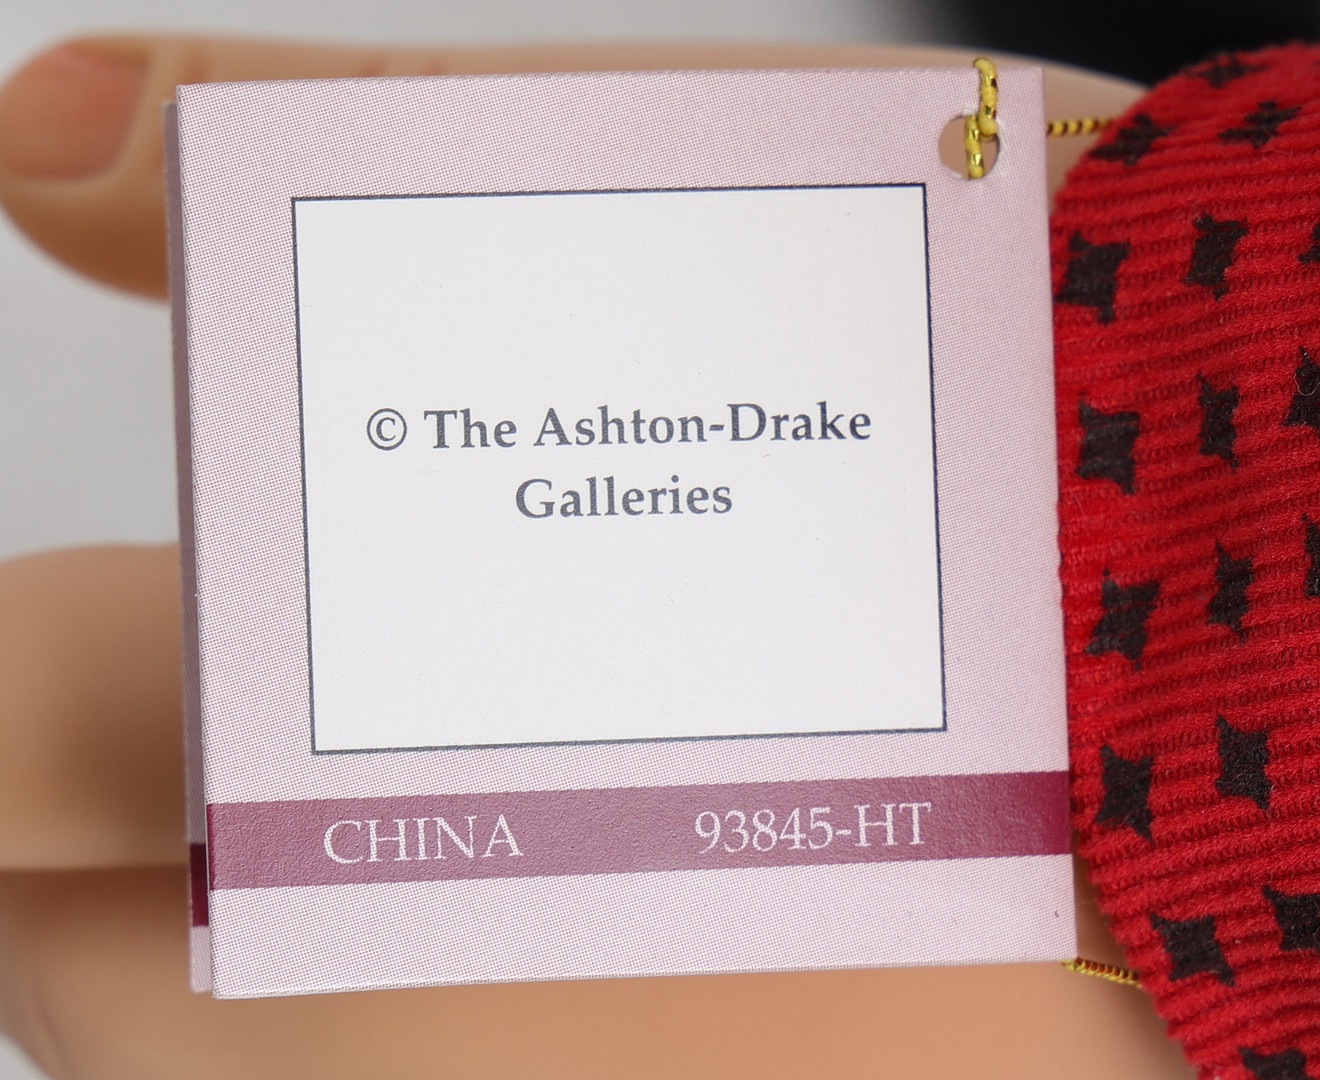 © The Ashton-Drake
Galleries
CHINA 93845-HT